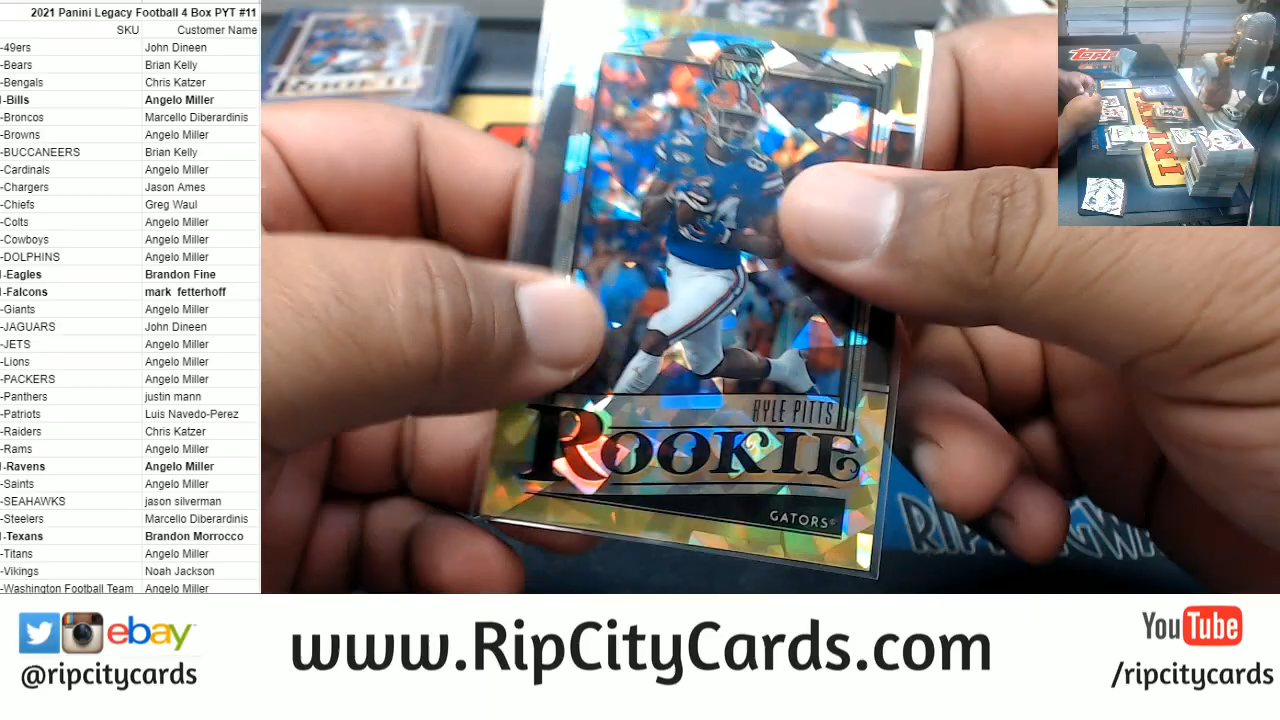 2021 Panini Legacy Football 4 Box PYT #11
SKU Customer Name
-49ers John Dineen
-Bears Brian Kelly
-Bengals Chris Katzer
-Bills Angelo Miller
-Broncos Marcello Diberardinis
-Browns Angelo Miller
-BUCCANEERS Brian Kelly
-Cardinals Angelo Miller
-Chargers Jason Ames
-Chiefs Greg Waul
-Colts Angelo Miller
-Cowboys Angelo Miller
-DOLPHINS Angelo Miller
-Eagles Brandon Fine
-Falcons mark fetterhoff
-Giants Angelo Miller
-JAGUARS John Dineen
-JETS Angelo Miller
-Lions Angelo Miller
-PACKERS Angelo Miller
-Panthers justin mann
-Patriots Luis Navedo-Perez
-Raiders Chris Katzer
-Rams Angelo Miller
-Ravens Angelo Miller
-Saints Angelo Miller
-SEAHAWKS jason silverman
-Steelers Marcello Diberardinis
-Texans Brandon Morrocco
-Titans Angelo Miller
-Vikings Noah Jackson
-Washington Football Team Angelo Miller
LEGACY
84
KYLE PITTS
ROOKIE
GATORS
TOPPS
ebay
@ripcitycards
www.RipCityCards.com
YouTube
/ripcitycards